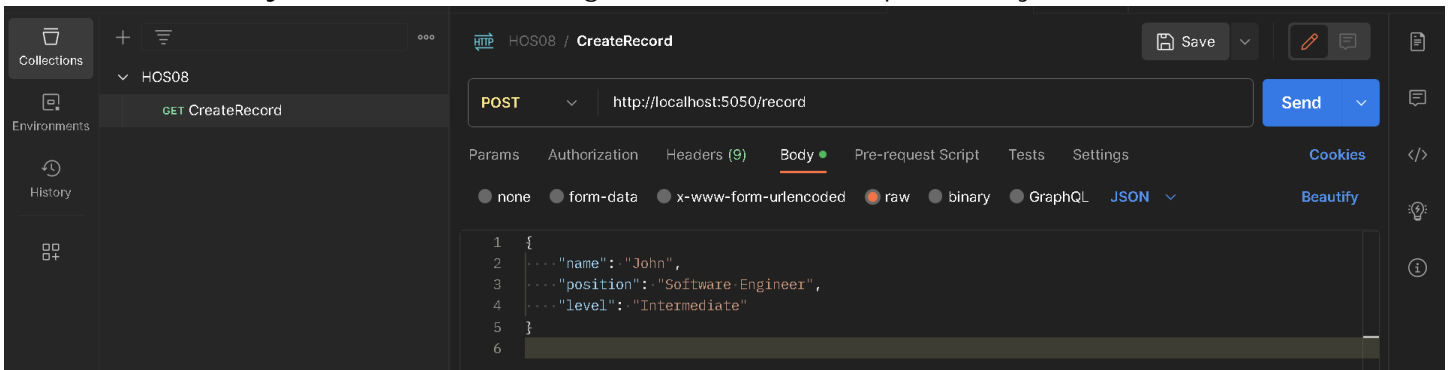 Collections
HOS08
GET CreateRecord
Environments
History
HTTP HOS08 / CreateRecord
Save
POST http://localhost:5050/record
Send
Params Authorization Headers (9) Body Pre-request Script Tests Settings Cookies
none form-data x-www-form-urlencoded raw binary GraphQL JSON Beautify
1 {
2 "name": "John",
3 "position": "Software Engineer",
4 "level": "Intermediate"
5 }
6